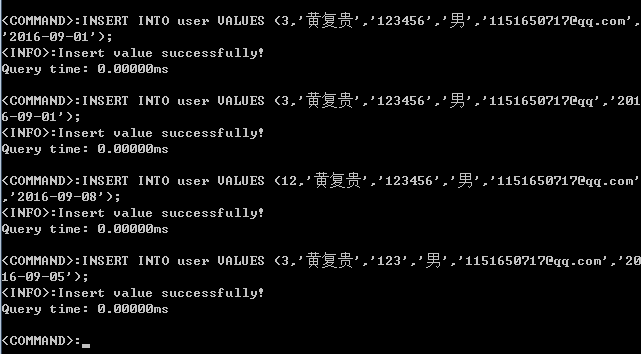 <COMMAND>:INSERT INTO user VALUES (3,'黄复贵','123456','男','1151650717@qq.com',
'2016-09-01');
<INFO>:Insert value successfully!
Query time: 0.00000ms
<COMMAND>:INSERT INTO user VALUES (3,'黄复贵','123456','男','1151650717@qq','201
6-09-01');
<INFO>:Insert value successfully!
Query time: 0.00000ms
<COMMAND>:INSERT INTO user VALUES (12,'黄复贵','123456','男','1151650717@qq.com'
,'2016-09-08');
<INFO>:Insert value successfully!
Query time: 0.00000ms
<COMMAND>:INSERT INTO user VALUES (3,'黄复贵','123','男','1151650717@qq.com','20
16-09-05');
<INFO>:Insert value successfully!
Query time: 0.00000ms
<COMMAND>:_